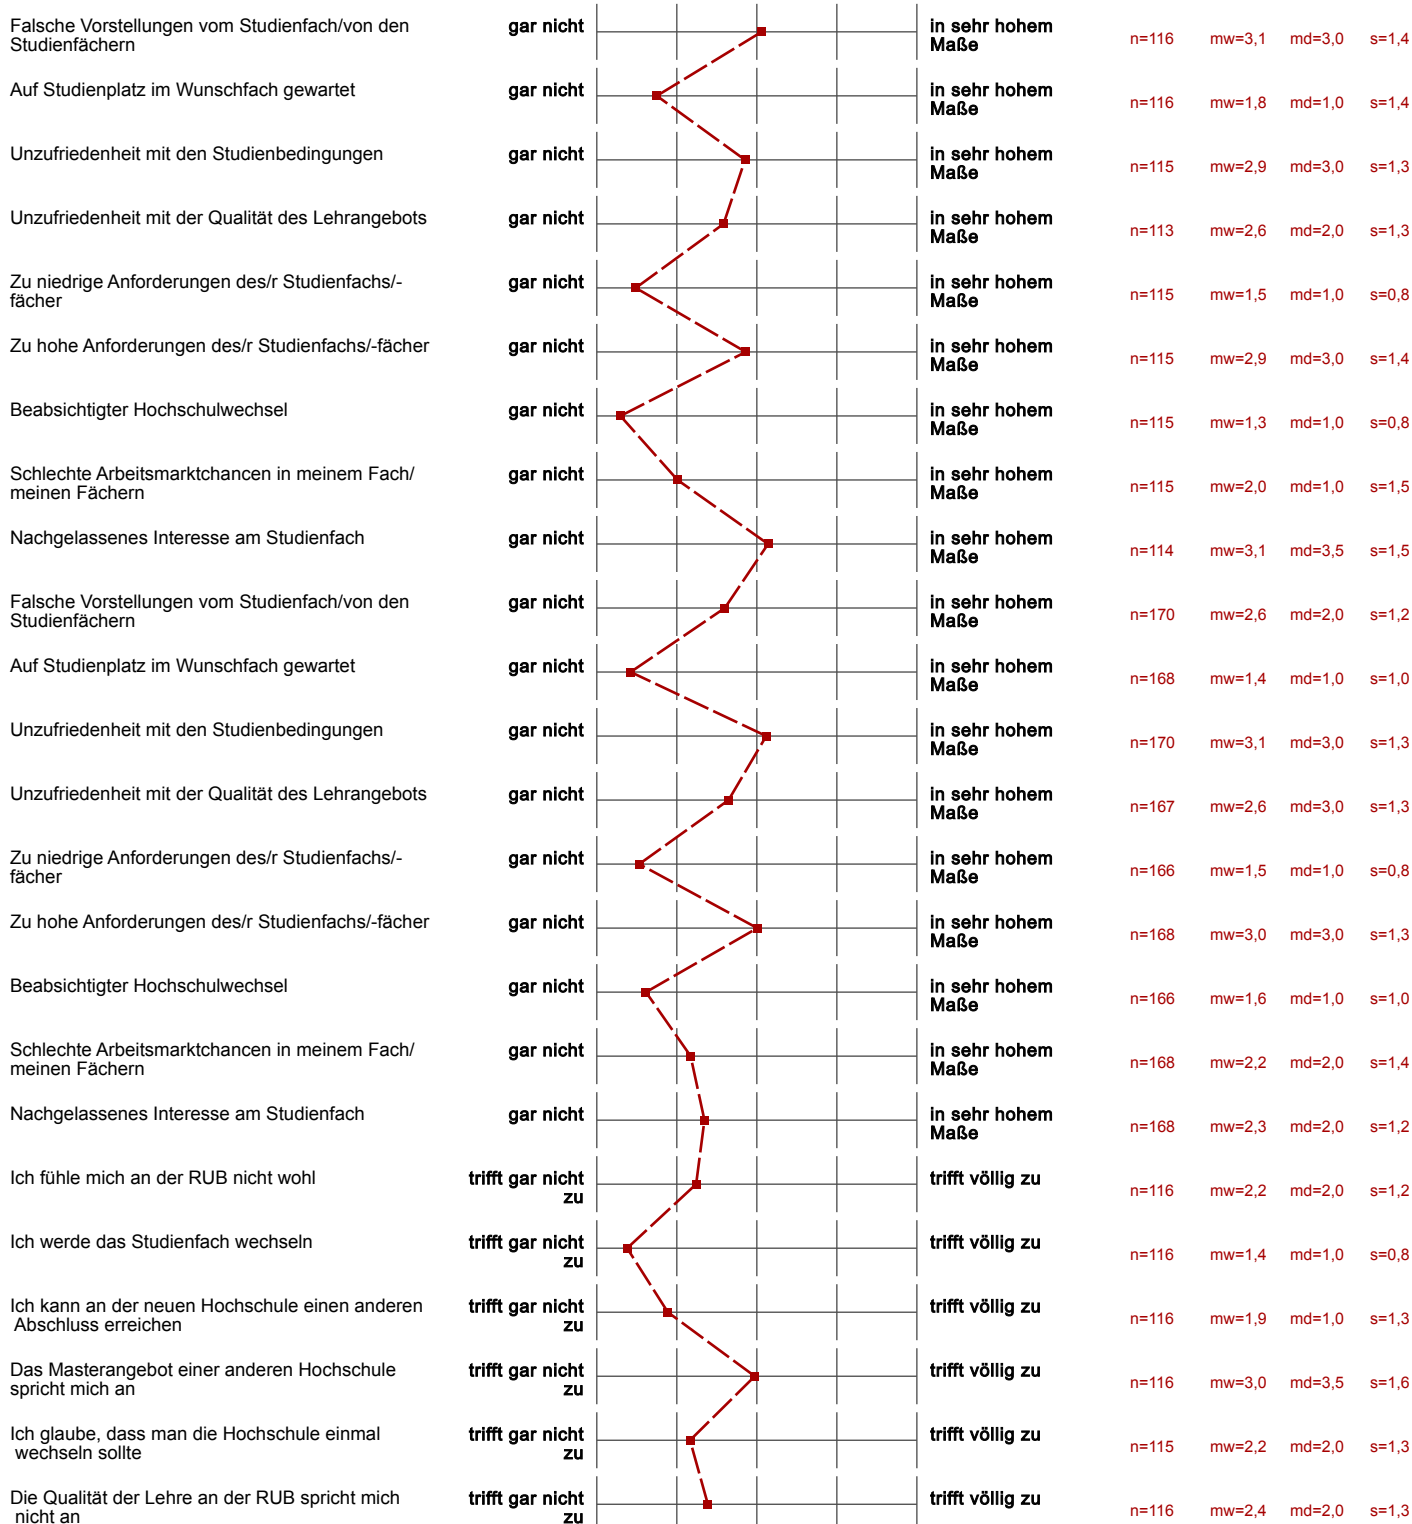 Falsche Vorstellungen vom Studienfach/von den
Studienfächern
gar nicht
in sehr hohem
Maße
n=116 mw=3,1 md=3,0 s=1,4
Auf Studienplatz im Wunschfach gewartet
gar nicht
in sehr hohem
Maße
n=116 mw=1,8 md=1,0 s=1,4
Unzufriedenheit mit den Studienbedingungen
gar nicht
in sehr hohem
Maße
n=115 mw=2,9 md=3,0 s=1,3
Unzufriedenheit mit der Qualität des Lehrangebots
gar nicht
in sehr hohem
Maße
n=113 mw=2,6 md=2,0 s=1,3
Zu niedrige Anforderungen des/r Studienfachs/-
fächer
gar nicht
in sehr hohem
Maße
n=115 mw=1,5 md=1,0 s=0,8
Zu hohe Anforderungen des/r Studienfachs/-fächer
gar nicht
in sehr hohem
Maße
n=115 mw=2,9 md=3,0 s=1,4
Beabsichtigter Hochschulwechsel
gar nicht
in sehr hohem
Maße
n=115 mw=1,3 md=1,0 s=0,8
Schlechte Arbeitsmarktchancen in meinem Fach/
meinen Fächern
gar nicht
in sehr hohem
Maße
n=115 mw=2,0 md=1,0 s=1,5
Nachgelassenes Interesse am Studienfach
gar nicht
in sehr hohem
Maße
n=114 mw=3,1 md=3,5 s=1,5
Falsche Vorstellungen vom Studienfach/von den
Studienfächern
gar nicht
in sehr hohem
Maße
n=170 mw=2,6 md=2,0 s=1,2
Auf Studienplatz im Wunschfach gewartet
gar nicht
in sehr hohem
Maße
n=168 mw=1,4 md=1,0 s=1,0
Unzufriedenheit mit den Studienbedingungen
gar nicht
in sehr hohem
Maße
n=170 mw=3,1 md=3,0 s=1,3
Unzufriedenheit mit der Qualität des Lehrangebots
gar nicht
in sehr hohem
Maße
n=167 mw=2,6 md=3,0 s=1,3
Zu niedrige Anforderungen des/r Studienfachs/-
fächer
gar nicht
in sehr hohem
Maße
n=166 mw=1,5 md=1,0 s=0,8
Zu hohe Anforderungen des/r Studienfachs/-fächer
gar nicht
in sehr hohem
Maße
n=168 mw=3,0 md=3,0 s=1,3
Beabsichtigter Hochschulwechsel
gar nicht
in sehr hohem
Maße
n=166 mw=1,6 md=1,0 s=1,0
Schlechte Arbeitsmarktchancen in meinem Fach/
meinen Fächern
gar nicht
in sehr hohem
Maße
n=168 mw=2,2 md=2,0 s=1,4
Nachgelassenes Interesse am Studienfach
gar nicht
in sehr hohem
Maße
n=168 mw=2,3 md=2,0 s=1,2
Ich fühle mich an der RUB nicht wohl
trifft gar nicht
zu
trifft völlig zu
n=116 mw=2,2 md=2,0 s=1,2
Ich werde das Studienfach wechseln
trifft gar nicht
zu
trifft völlig zu
n=116 mw=1,4 md=1,0 s=0,8
Ich kann an der neuen Hochschule einen anderen
Abschluss erreichen
trifft gar nicht
zu
trifft völlig zu
n=116 mw=1,9 md=1,0 s=1,3
Das Masterangebot einer anderen Hochschule
spricht mich an
trifft gar nicht
zu
trifft völlig zu
n=116 mw=3,0 md=3,5 s=1,6
Ich glaube, dass man die Hochschule einmal
wechseln sollte
trifft gar nicht
zu
trifft völlig zu
n=115 mw=2,2 md=2,0 s=1,3
Die Qualität der Lehre an der RUB spricht mich
nicht an
trifft gar nicht
zu
trifft völlig zu
n=116 mw=2,4 md=2,0 s=1,3